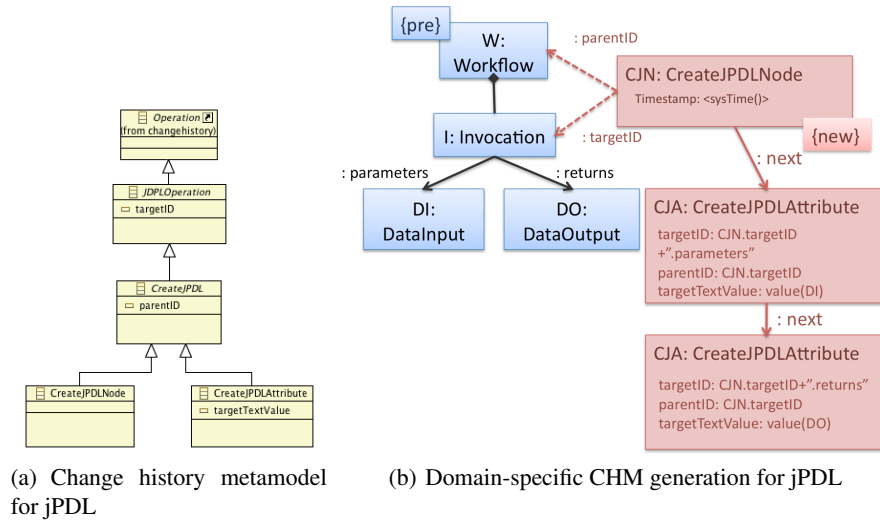 Operation
(from changehistory)
JDPLOperation
targetID
CreateJPDL
parentID
CreateJPDLNode
CreateJPDLAttribute
targetTextValue
(a) Change history metamodel
for jPDL
{pre}
W:
Workflow
: parentID
CJN: CreateJPDLNode
Timestamp: <sysTime()>
{new}
: targetID
I: Invocation
: next
: parameters
: returns
DI:
DataInput
DO:
DataOutput
CJA: CreateJPDLAttribute
targetID: CJN.targetID
+".parameters”
parentID: CJN.targetID
targetTextValue: value(DI)
: next
CJA: CreateJPDLAttribute
targetID: CJN.targetID+”.returns”
parentID: CJN.targetID
targetTextValue: value(DO)
(b) Domain-specific CHM generation for jPDL